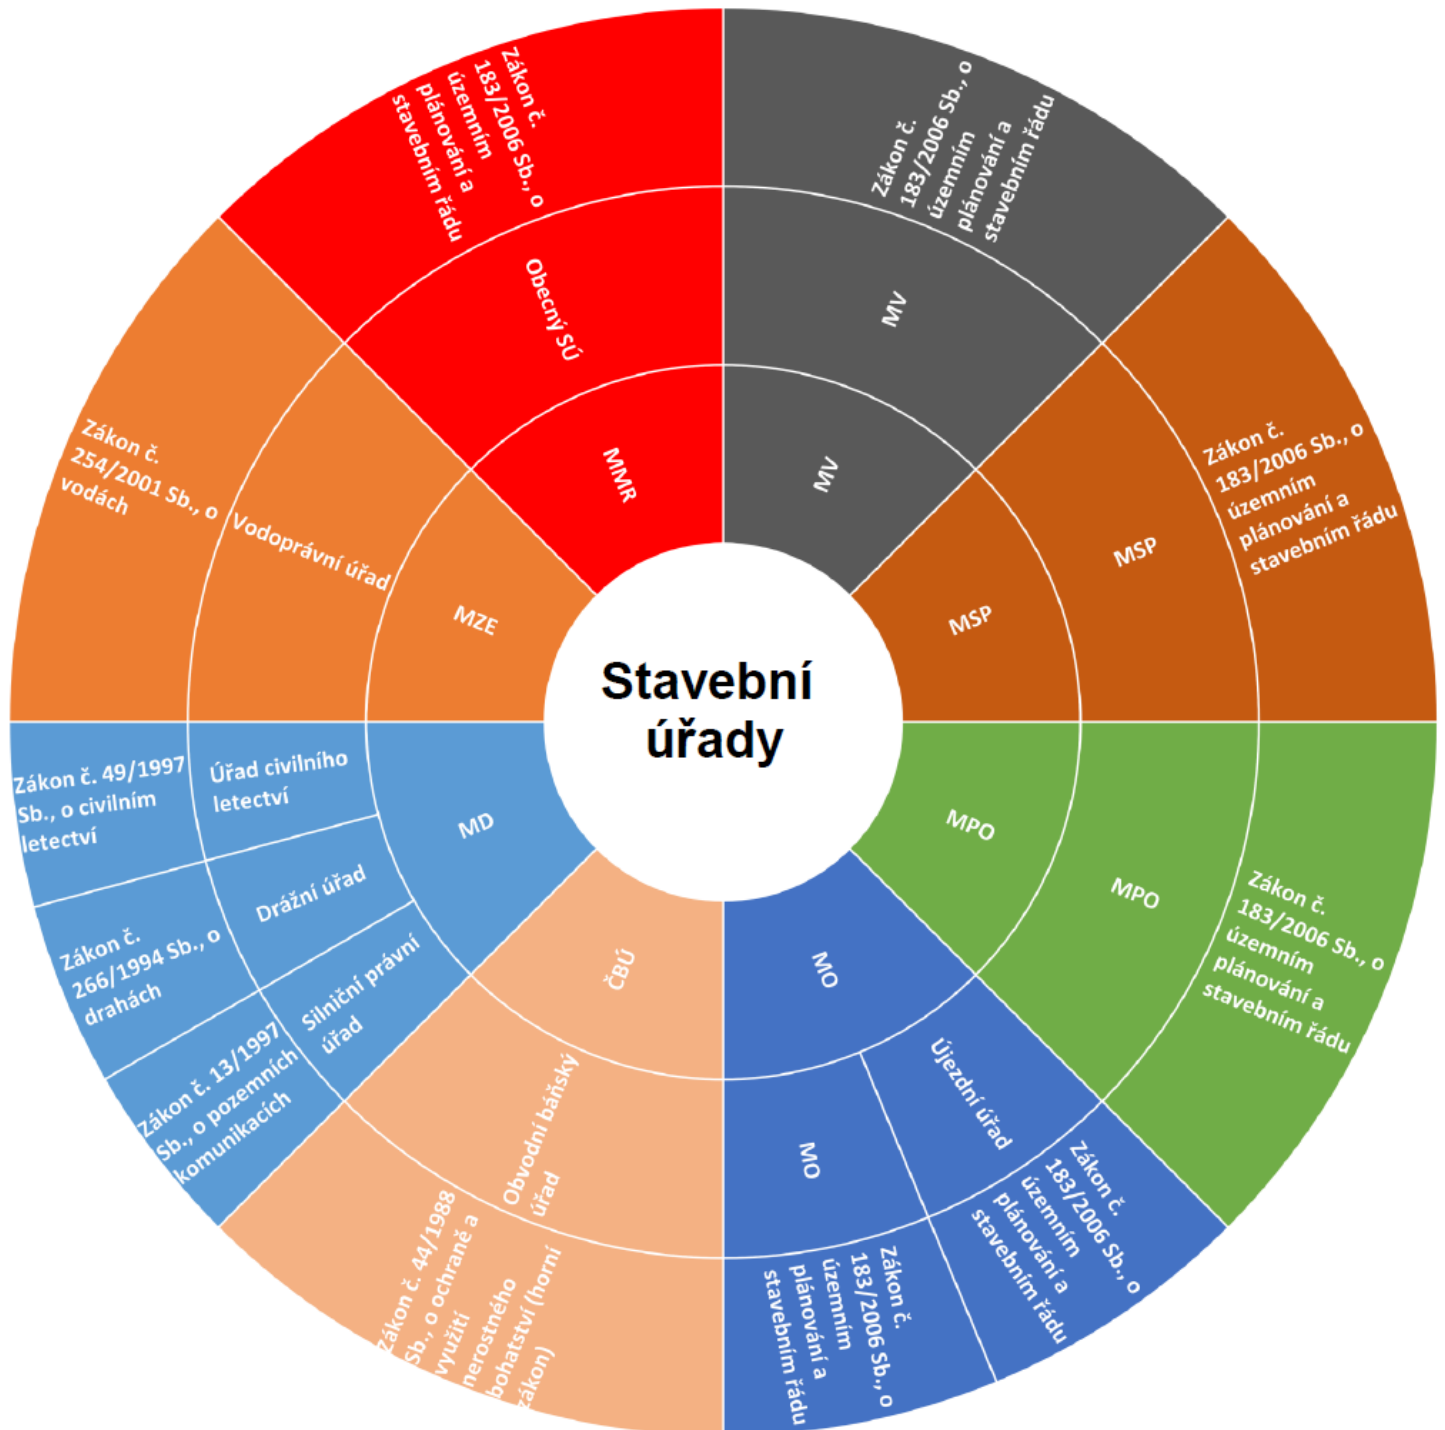 Stavební
úřady
MV
MV
Zákon č.
183/2006 Sb., o
územním
plánování a
stavebním řádu
MSP
MSP
Zákon č.
183/2006 Sb., o
územním
plánování a
stavebním řádu
MPO
MPO
Zákon č.
183/2006 Sb., o
územním
plánování a
stavebním řádu
MO
Újezdní úřad
Zákon č.
183/2006 Sb., o
územním
plánování a
stavebním řádu
MO
Zákon č.
183/2006 Sb., o
územním
plánování a
stavebním řádu
ČBÚ
Obvodní báňský
úřad
Zákon č. 44/1988
Sb., o ochraně a
využití
nerostného
bohatství (horní
zákon)
MD
Silniční právní
úřad
Zákon č. 13/1997
Sb., o pozemních
komunikacích
Drážní úřad
Zákon č.
266/1994 Sb., o
drahách
Úřad civilního
letectví
Zákon č. 49/1997
Sb., o civilním
letectví
MZE
Vodoprávní úřad
Zákon č.
254/2001 Sb., o
vodách
MMR
Obecný SÚ
Zákon č.
183/2006 Sb., o
územním
plánování a
stavebním řádu